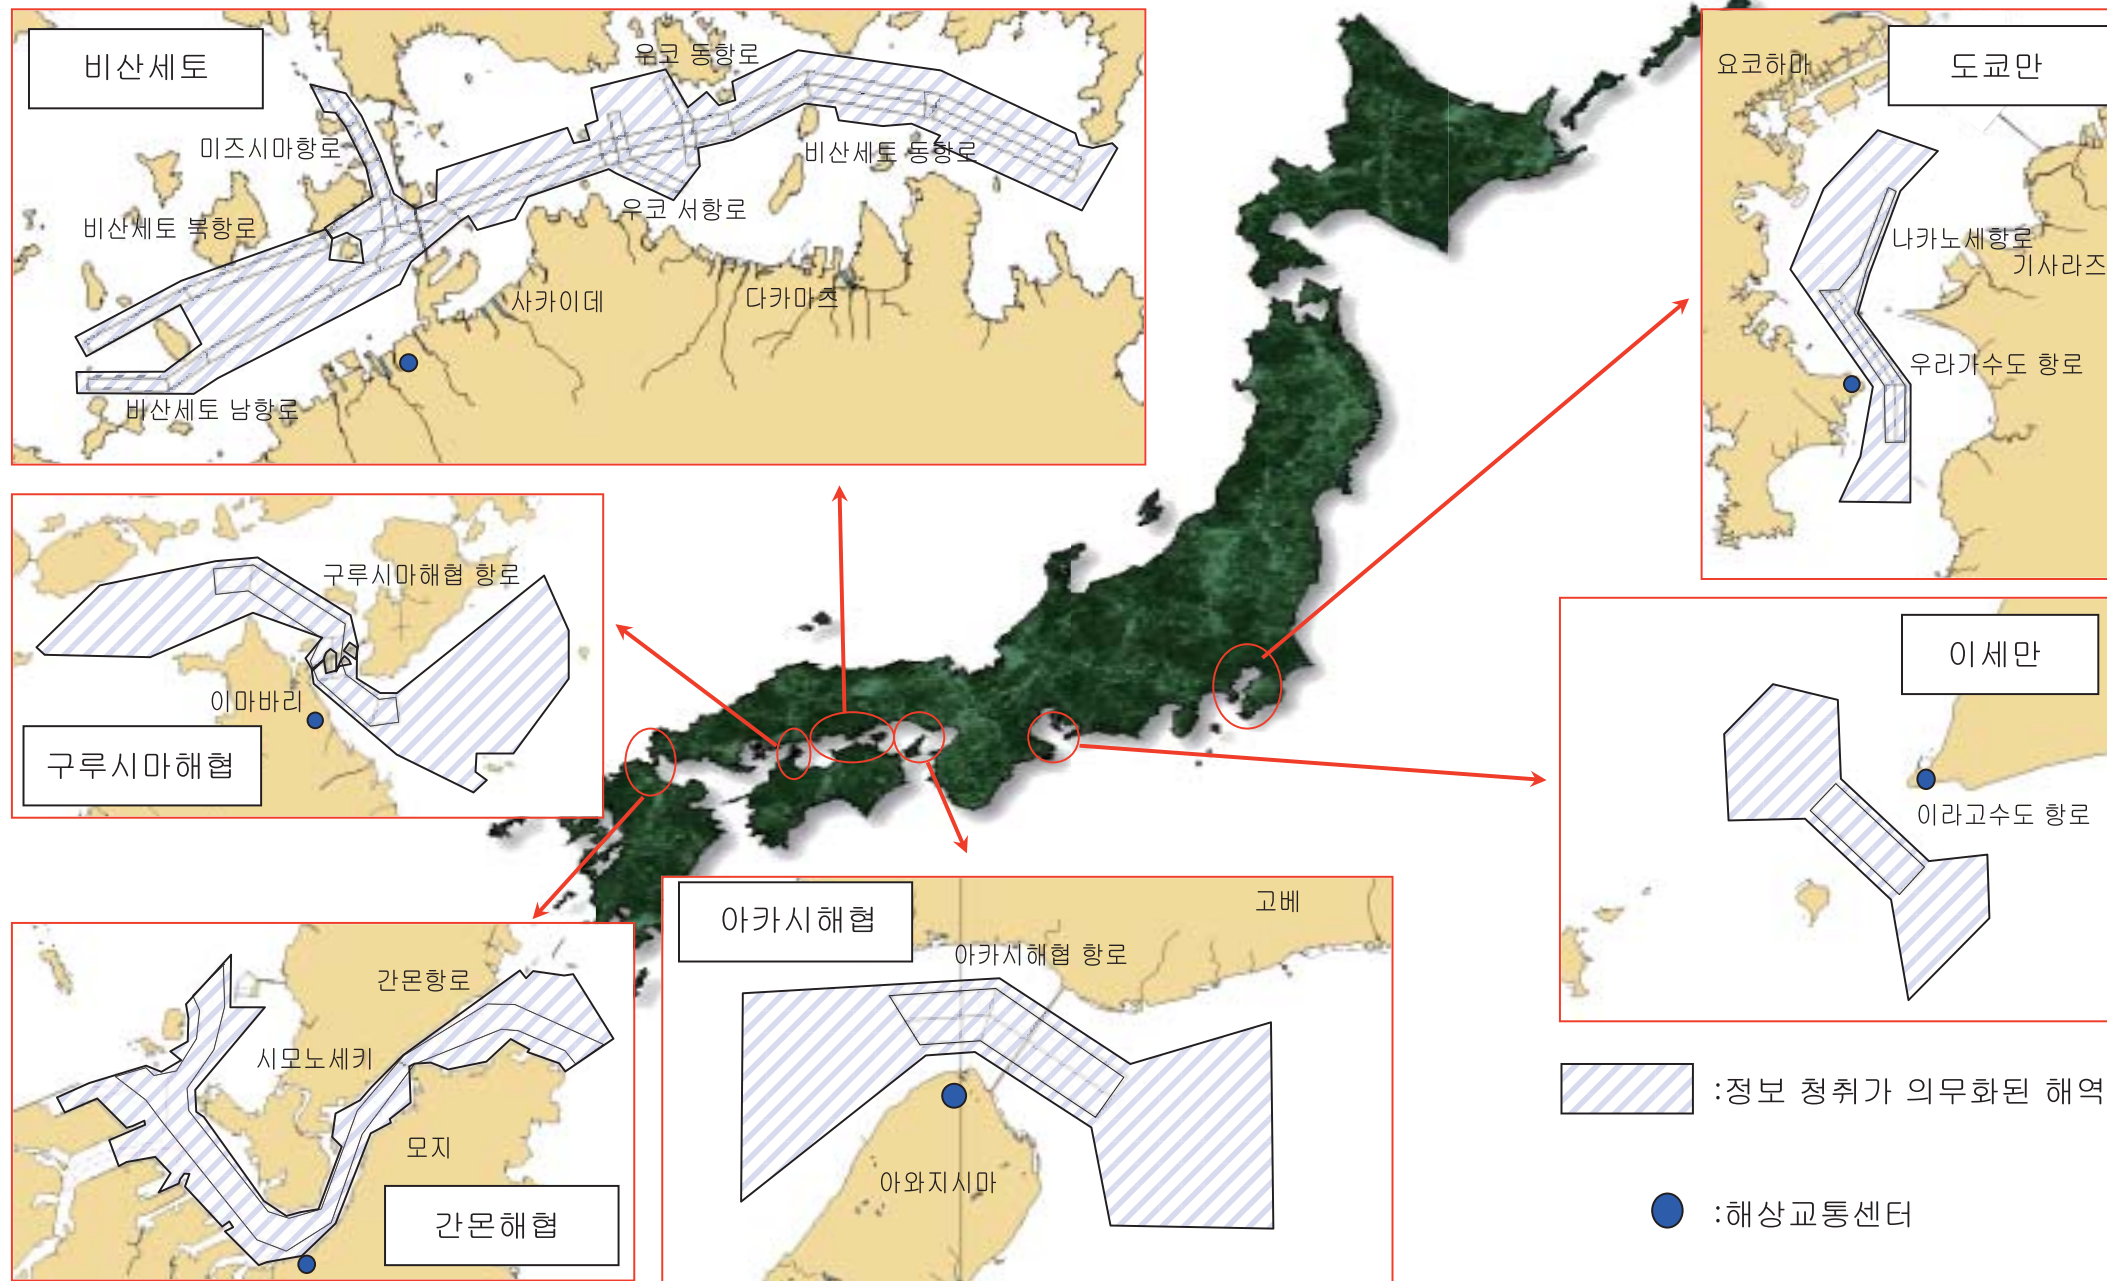 비산세토
우코 동항로
미즈시마항로
비산세토 동항로
비산세토 북항로
우코 서항로
사카이데
다카마츠
비산세토 남항로
요코하마
도쿄만
나카노세항로
기사라즈
우라가수도 항로
구루시마해협 항로
이마바리
구루시마해협
이세만
이라고수도 항로
간몬항로
시모노세키
모지
간몬해협
아카시해협
고베
아카시해협 항로
아와지시마
:정보 청취가 의무화된 해역
:해상교통센터